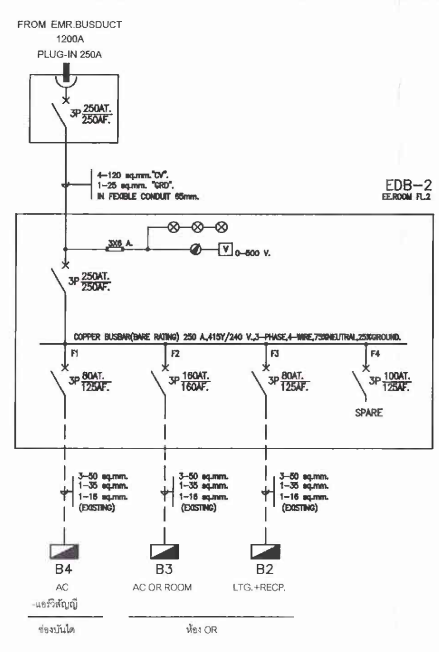 FROM EMR.BUSDUCT
1200A
PLUG-IN 250A
3P 250AT.
250AF.
4-120 sq.mm."CV".
1-25 sq.mm. "GRD".
IN FEXIBLE CONDUIT 65mm.
EDB-2
EE.ROOM FL.2
3X6 A.
V 0-500 V.
3P 250AT.
250AF.
COPPER BUSBAR(BARE RATING) 250 A.,415Y/240 V.,3-PHASE,4-WIRE,75%NEUTRAL,25%GROUND.
F1 F2 F3 F4
3P 80AT. 3P 160AT. 3P 80AT. 3P 100AT.
125AF. 160AF. 125AF. 125AF.
SPARE
3-50 sq.mm. 3-50 sq.mm. 3-50 sq.mm.
1-35 sq.mm. 1-35 sq.mm. 1-35 sq.mm.
1-16 sq.mm. 1-16 sq.mm. 1-16 sq.mm.
(EXISTING) (EXISTING) (EXISTING)
B4 B3 B2
AC AC OR ROOM LTG.+RECP.
-แอร์วิสัญญี
ช่องบันได ห้อง OR